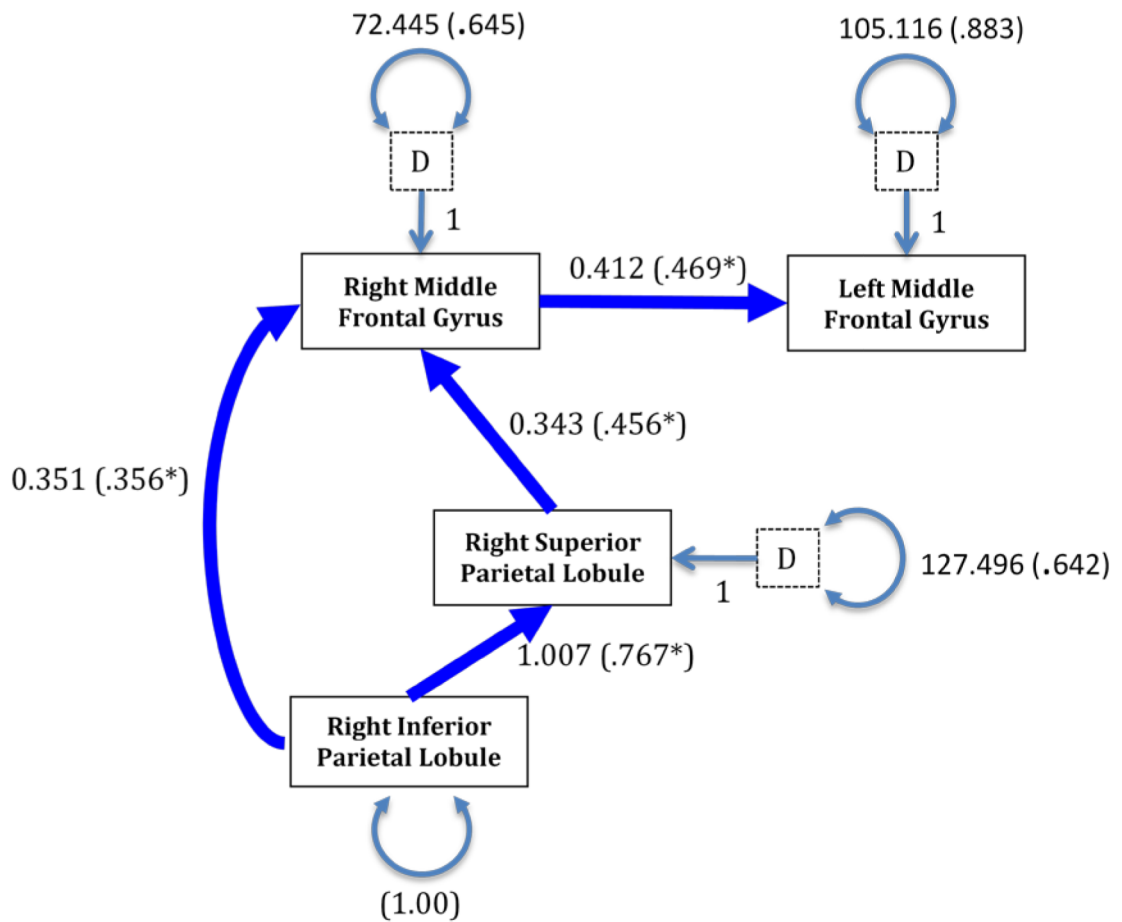 72.445 (.645)
105.116 (.883)
D
D
1
1
Right Middle
Frontal Gyrus
0.412 (.469*)
Left Middle
Frontal Gyrus
0.343 (.456*)
0.351 (.356*)
Right Superior
Parietal Lobule
D
1
127.496 (.642)
1.007 (.767*)
Right Inferior
Parietal Lobule
(1.00)